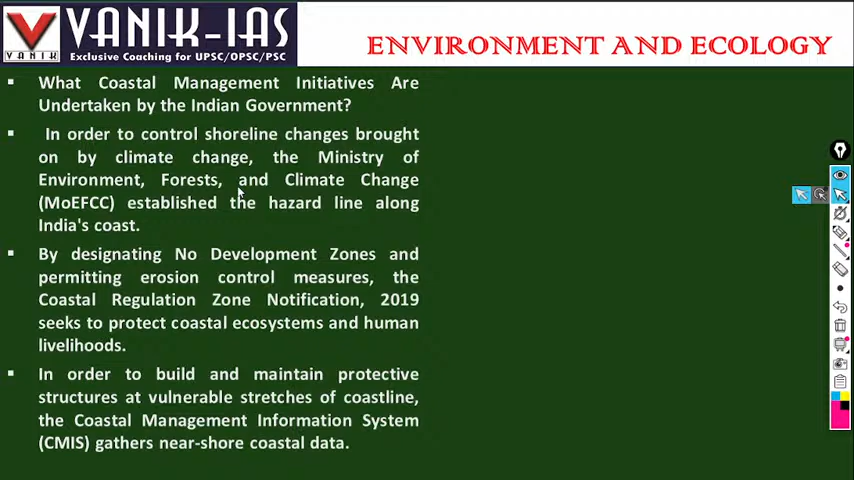 VANIK-IAS
VANIK
Exclusive Coaching for UPSC/OPSC/PSC
ENVIRONMENT AND ECOLOGY
▪ What Coastal Management Initiatives Are
Undertaken by the Indian Government?
▪ In order to control shoreline changes brought
on by climate change, the Ministry of
Environment, Forests, and Climate Change
(MoEFCC) established the hazard line along
India's coast.
▪ By designating No Development Zones and
permitting erosion control measures, the
Coastal Regulation Zone Notification, 2019
seeks to protect coastal ecosystems and human
livelihoods.
▪ In order to build and maintain protective
structures at vulnerable stretches of coastline,
the Coastal Management Information System
(CMIS) gathers near-shore coastal data.